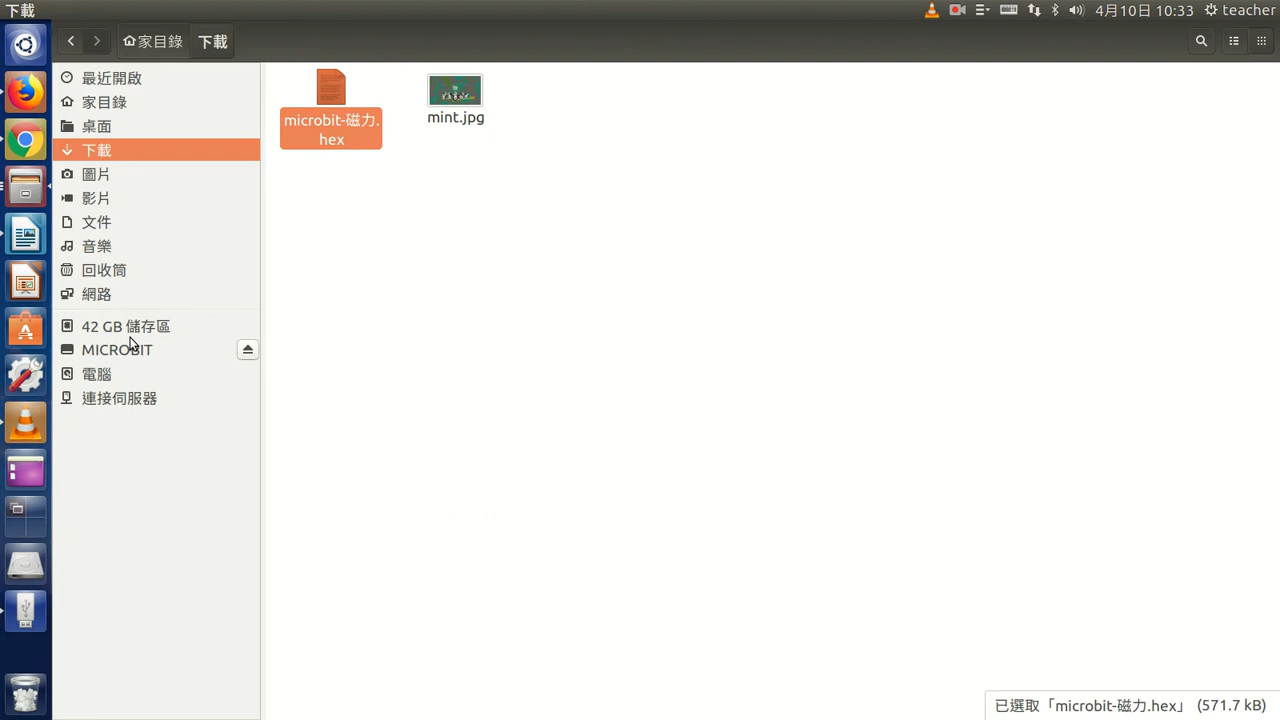 下載
4月10日 10:33
teacher
家目錄
下載
最近開啟
家目錄
桌面
下載
圖片
影片
文件
音樂
回收筒
網路
42 GB 儲存區
MICROBIT
電腦
連接伺服器
microbit-磁力.
hex
mint.jpg
已選取「microbit-磁力.hex」 (571.7 kB)